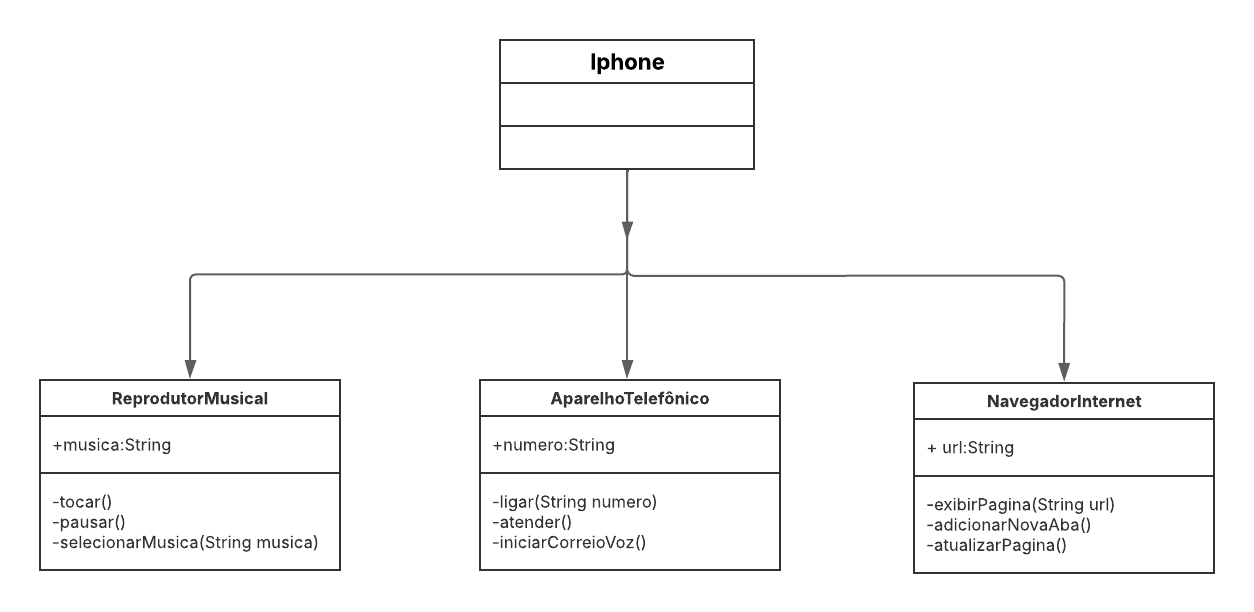 Iphone
ReprodutorMusical
+musica:String
-tocar()
-pausar()
-selecionarMusica(String musica)
AparelhoTelefônico
+numero:String
-ligar(String numero)
-atender()
-iniciarCorreioVoz()
NavegadorInternet
+ url:String
-exibirPagina(String url)
-adicionarNovaAba()
-atualizarPagina()